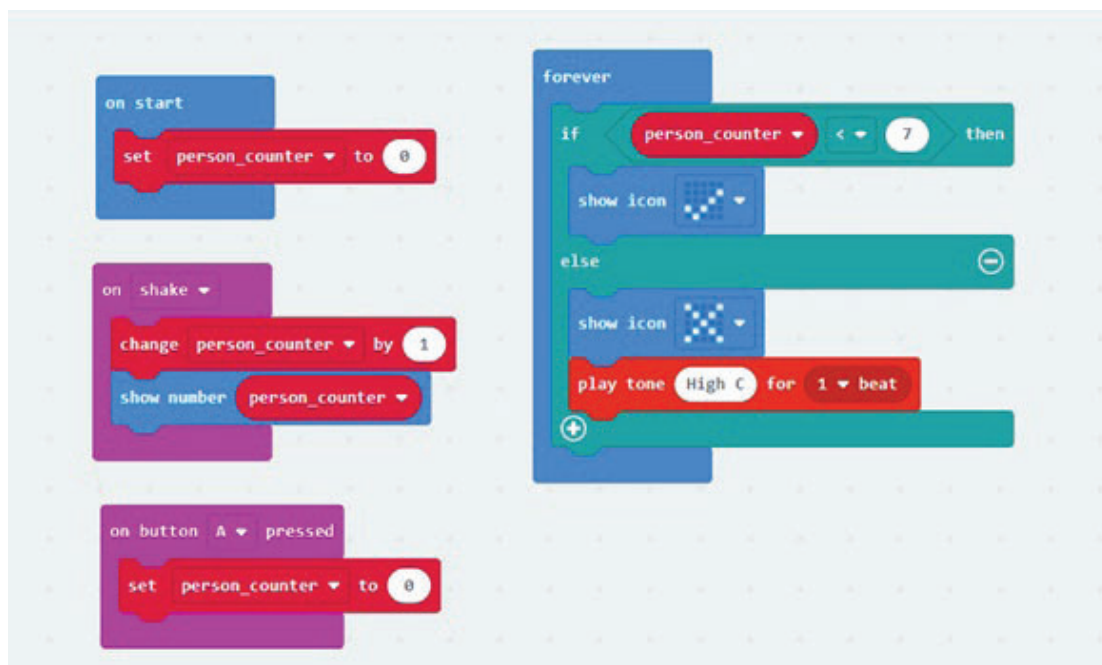 on start
set person_counter to 0
on shake
change person_counter by 1
show number person_counter
on button A pressed
set person_counter to 0
forever
if person_counter < 7 then
show icon
else
show icon
play tone High C for 1 beat